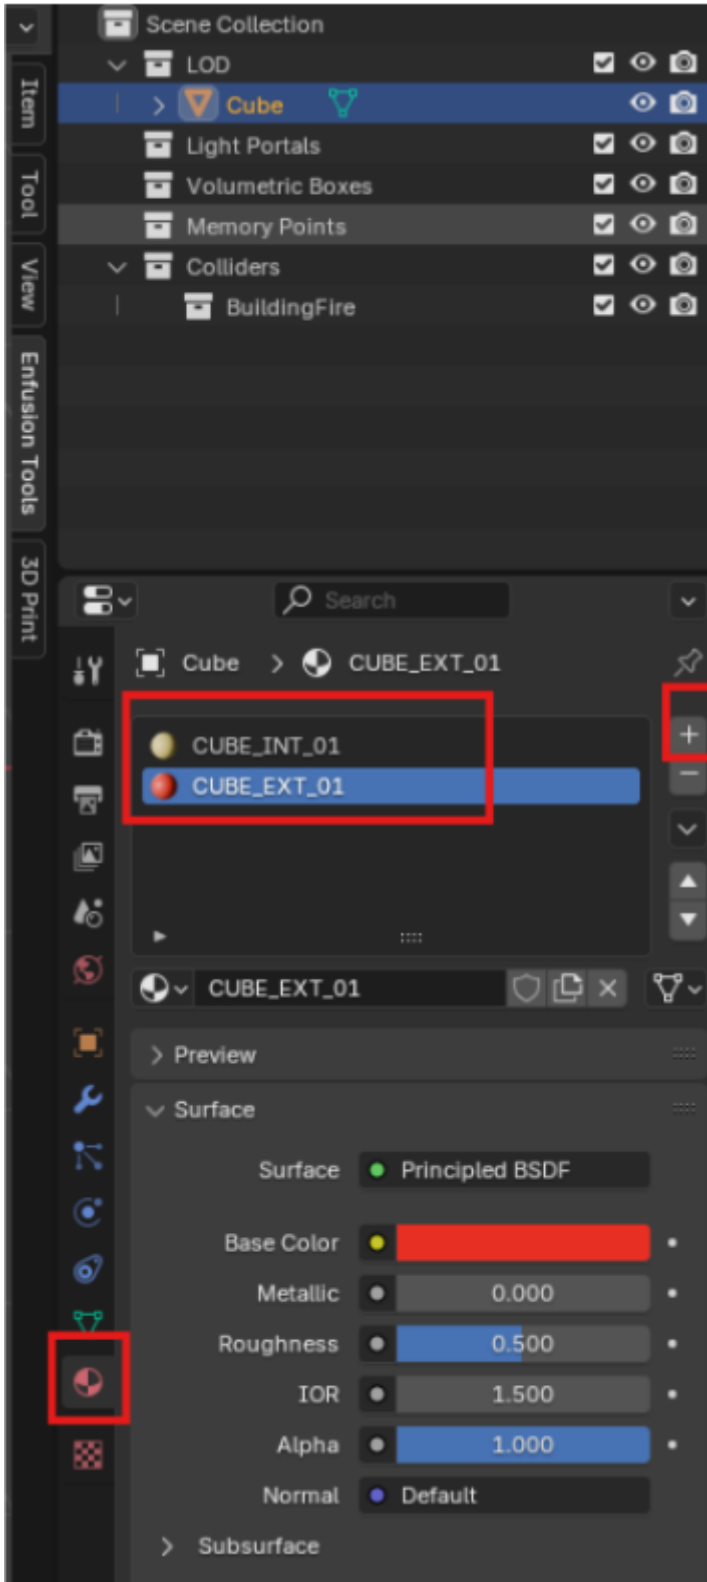 Scene Collection
LOD
Cube
Light Portals
Volumetric Boxes
Memory Points
Colliders
BuildingFire
Item
Tool
View
Enfusion Tools
3D Print
Search
Cube > CUBE_EXT_01
CUBE_INT_01
CUBE_EXT_01
CUBE_EXT_01
Preview
Surface
Surface Principled BSDF
Base Color
Metallic 0.000
Roughness 0.500
IOR 1.500
Alpha 1.000
Normal Default
Subsurface